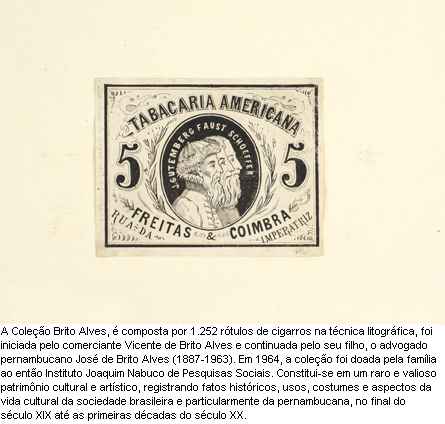 TABACARIA AMERICANA
J.GUTEMBERG FAUST SCHOEFFER
5 5
FREITAS & COIMBRA
RUA DA IMPERATRIZ
A Coleção Brito Alves, é composta por 1.252 rótulos de cigarros na técnica litográfica, foi
iniciada pelo comerciante Vicente de Brito Alves e continuada pelo seu filho, o advogado
pernambucano José de Brito Alves (1887-1963). Em 1964, a coleção foi doada pela família
ao então Instituto Joaquim Nabuco de Pesquisas Sociais. Constitui-se em um raro e valioso
patrimônio cultural e artístico, registrando fatos históricos, usos, costumes e aspectos da
vida cultural da sociedade brasileira e particularmente da pernambucana, no final do
século XIX até as primeiras décadas do século XX.